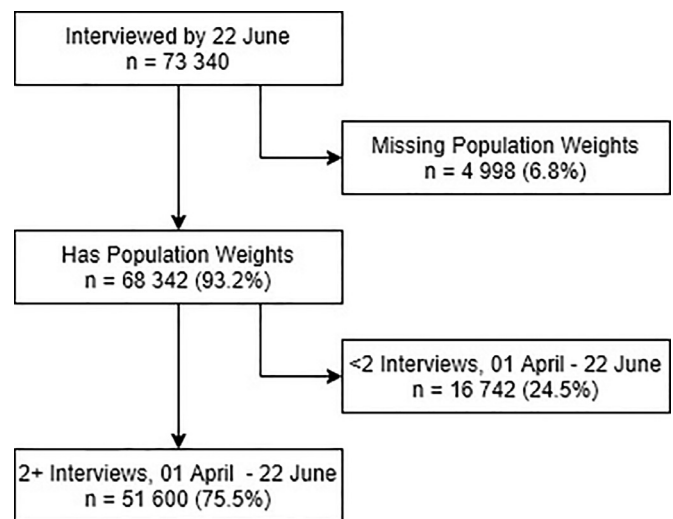 Interviewed by 22 June
n = 73 340
Missing Population Weights
n = 4 998 (6.8%)
Has Population Weights
n = 68 342 (93.2%)
<2 Interviews, 01 April - 22 June
n = 16 742 (24.5%)
2+ Interviews, 01 April - 22 June
n = 51 600 (75.5%)